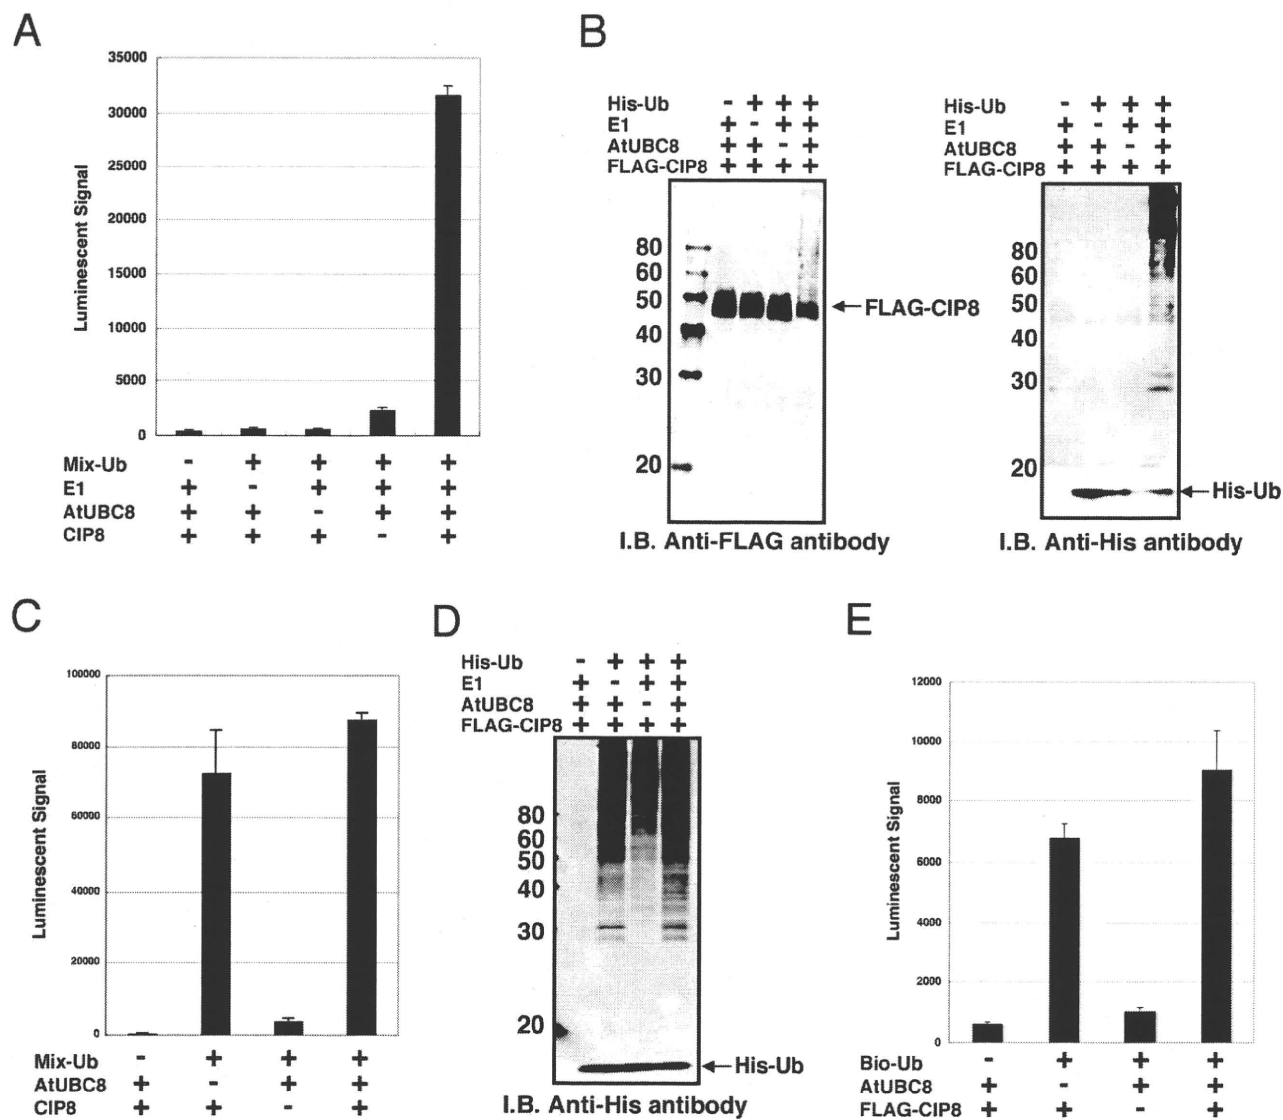 A
Luminescent Signal
35000
30000
25000
20000
15000
10000
5000
0
Mix-Ub - + + + +
E1 + - + + +
AtUBC8 + + - + +
CIP8 + + + - +
B
His-Ub - + + +
E1 + - + +
AtUBC8 + + - +
FLAG-CIP8 + + + +
80
60
50
40
30
20
FLAG-CIP8
I.B. Anti-FLAG antibody
His-Ub - + + +
E1 + - + +
AtUBC8 + + - +
FLAG-CIP8 + + + +
80
60
50
40
30
20
His-Ub
I.B. Anti-His antibody
C
Luminescent Signal
100000
80000
60000
40000
20000
0
Mix-Ub - + + +
AtUBC8 + - + +
CIP8 + + - +
D
His-Ub - + + +
E1 + - + +
AtUBC8 + + - +
FLAG-CIP8 + + + +
80
60
50
40
30
20
His-Ub
I.B. Anti-His antibody
E
Luminescent Signal
12000
10000
8000
6000
4000
2000
0
Bio-Ub - + + +
AtUBC8 + - + +
FLAG-CIP8 + + - +